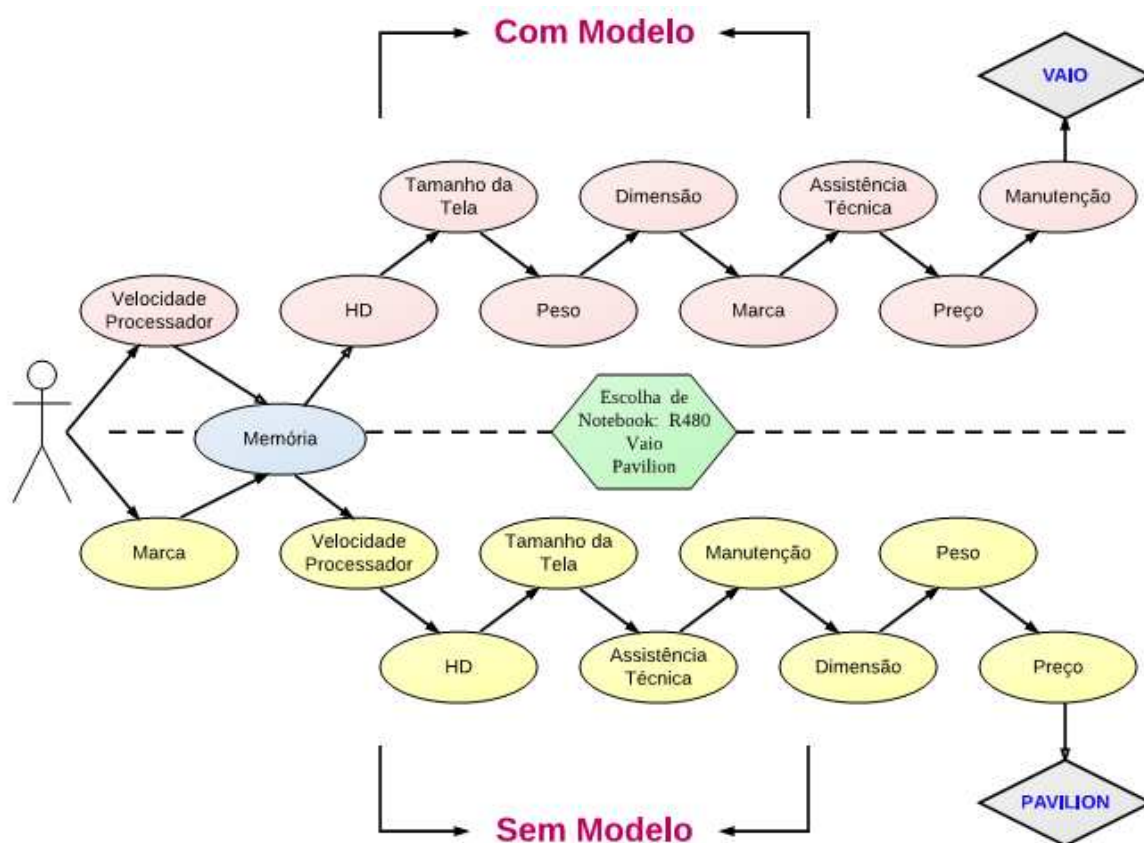 Com Modelo
VAIO
Tamanho da
Tela
Dimensão
Assistência
Técnica
Manutenção
Velocidade
Processador
HD
Peso
Marca
Preço
Memória
Escolha de
Notebook: R480
Vaio
Pavilion
Marca
Velocidade
Processador
Tamanho da
Tela
Manutenção
Peso
HD
Assistência
Técnica
Dimensão
Preço
PAVILION
Sem Modelo